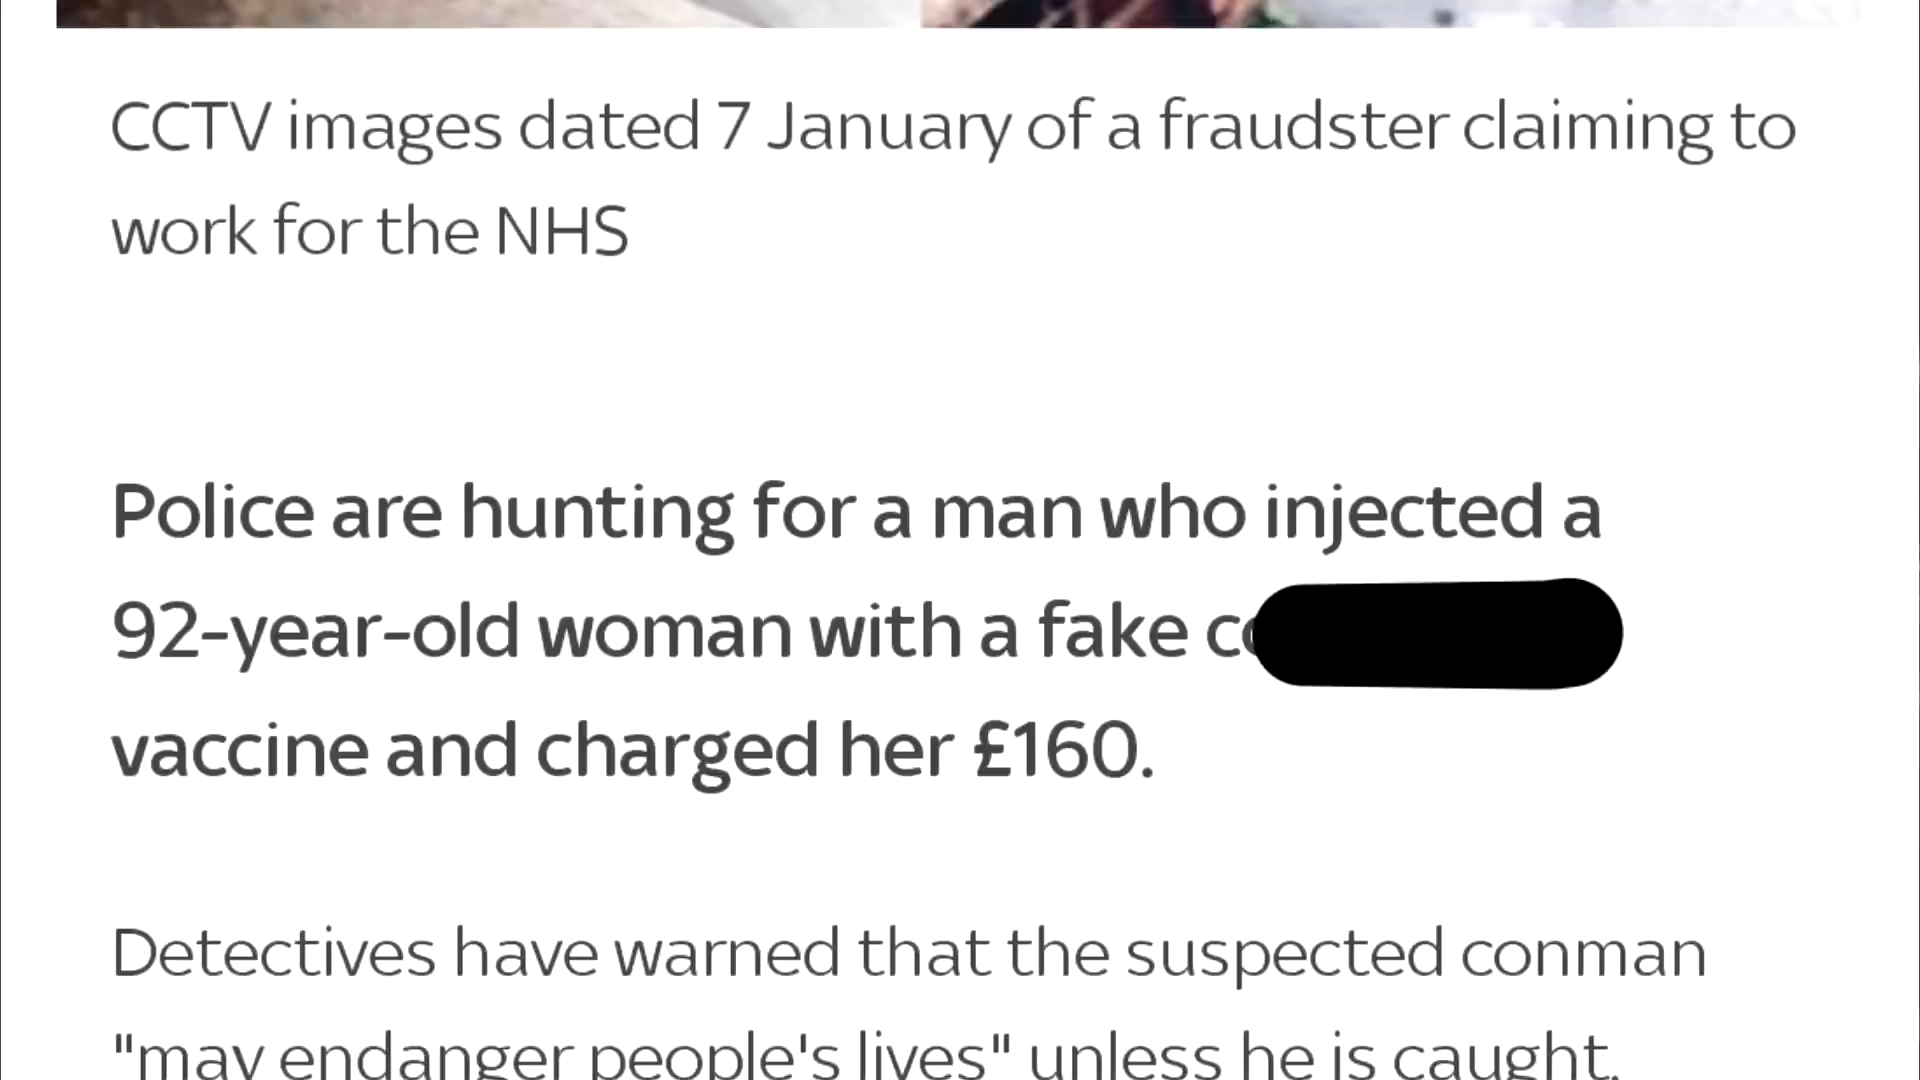 CCTV images dated 7 January of a fraudster claiming to
work for the NHS
Police are hunting for a man who injected a
92-year-old woman with a fake
vaccine and charged her £160.
Detectives have warned that the suspected conman
"may endanger people's lives" unless he is caught.